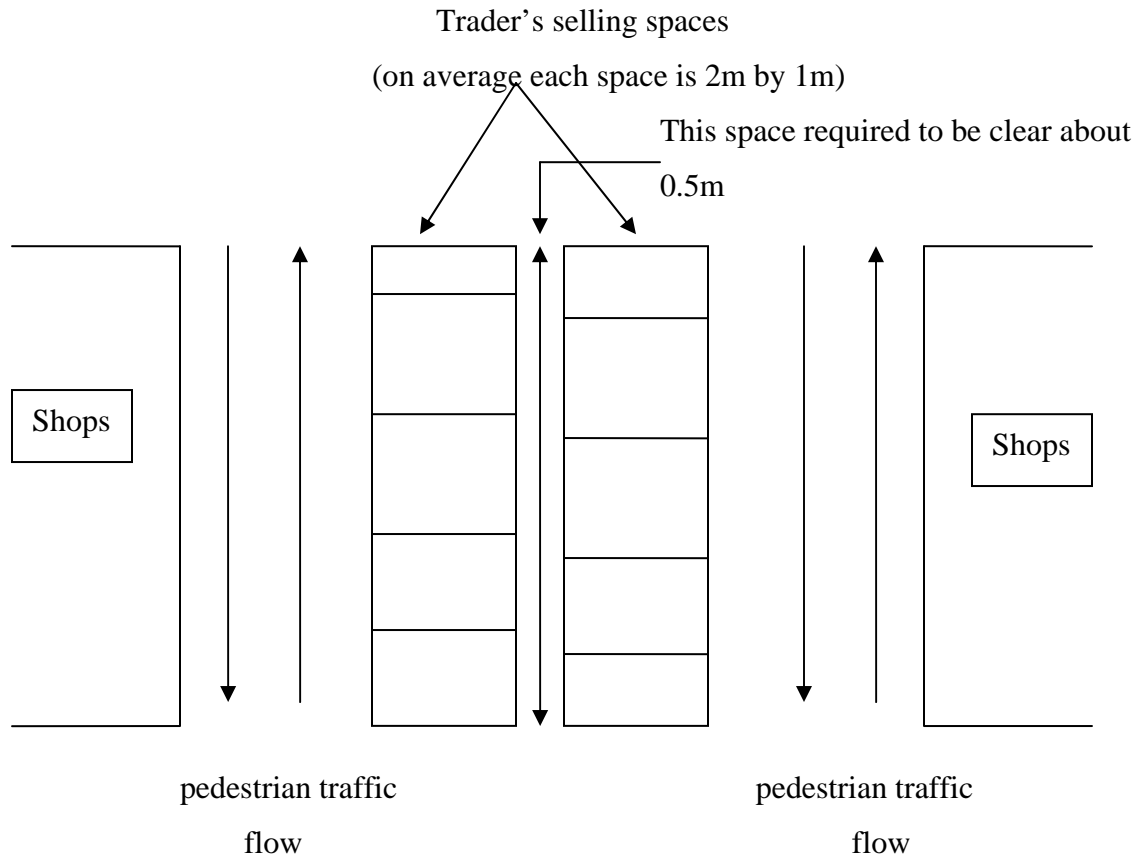 Trader’s selling spaces
(on average each space is 2m by 1m)
This space required to be clear about
0.5m
Shops
Shops
pedestrian traffic
flow
pedestrian traffic
flow